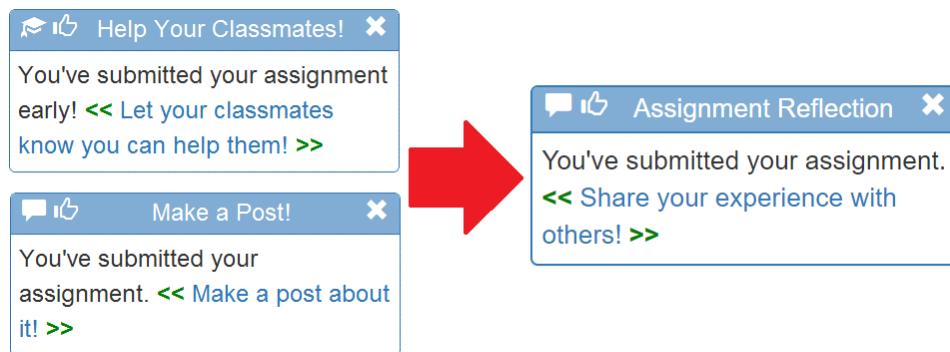 Help Your Classmates!
You've submitted your assignment
early! << Let your classmates
know you can help them! >>
Make a Post!
You've submitted your
assignment. << Make a post about
it! >>
Assignment Reflection
You've submitted your assignment.
<< Share your experience with
others! >>